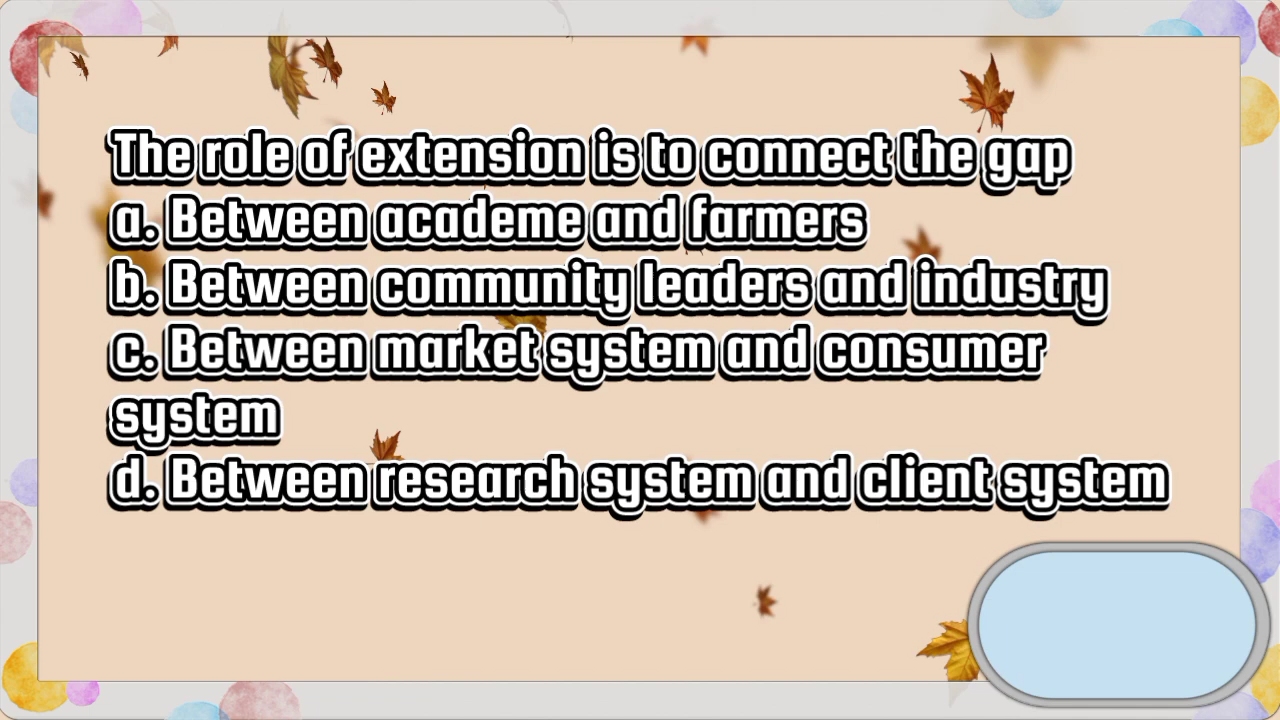 The role of extension is to connect the gap
a. Between academe and farmers
b. Between community leaders and industry
c. Between market system and consumer
system
d. Between research system and client system